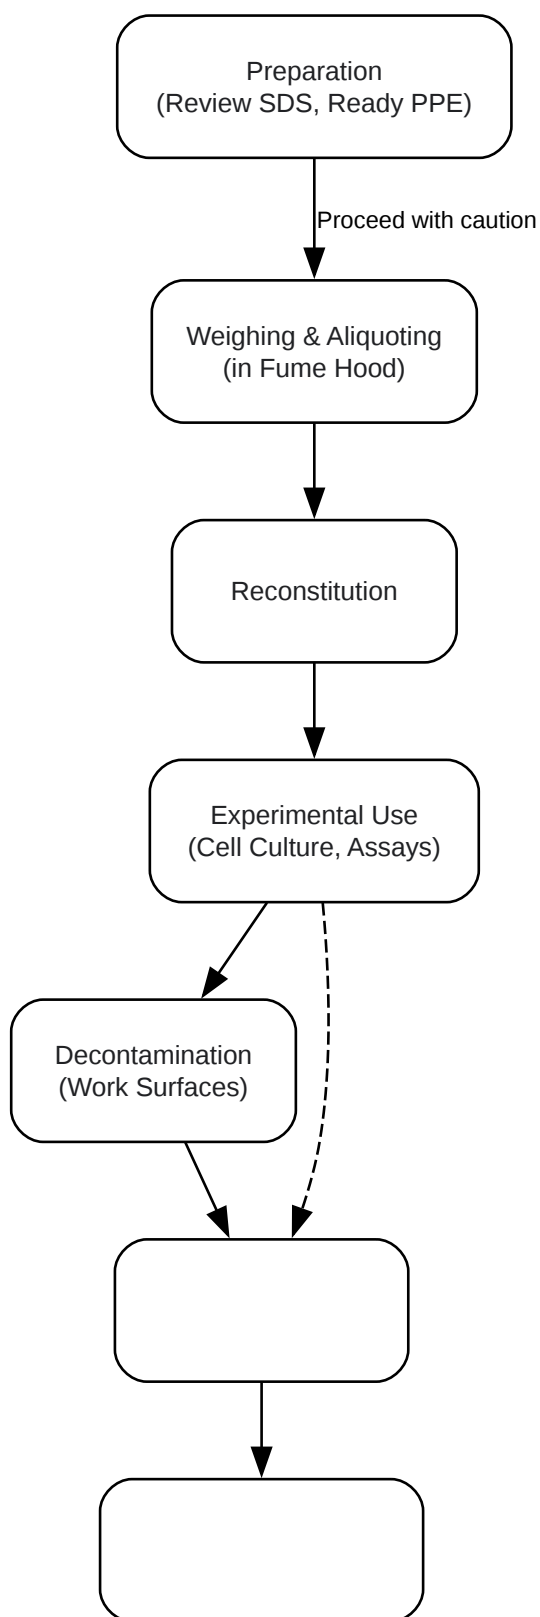 Preparation
(Review SDS, Ready PPE)
Proceed with caution
Weighing & Aliquoting
(in Fume Hood)
Reconstitution
Experimental Use
(Cell Culture, Assays)
Decontamination
(Work Surfaces)